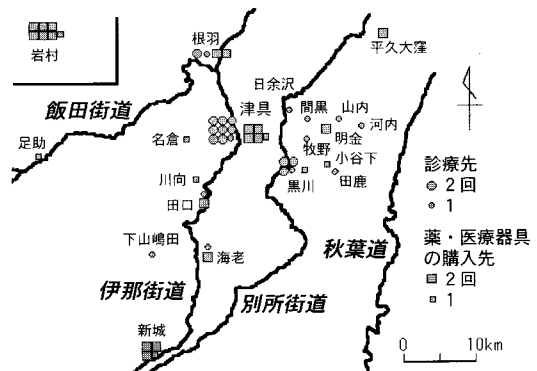 岩村
根羽
平久大窪
日余沢
飯田街道
津具
間黒
山内
河内
足助
名倉
牧野
明金
小谷下
黒川
田鹿
川向
田口
下山嶋田
海老
秋葉道
伊那街道
別所街道
新城
診療先
2回
1
薬・医療器具
の購入先
2回
1
0 10km